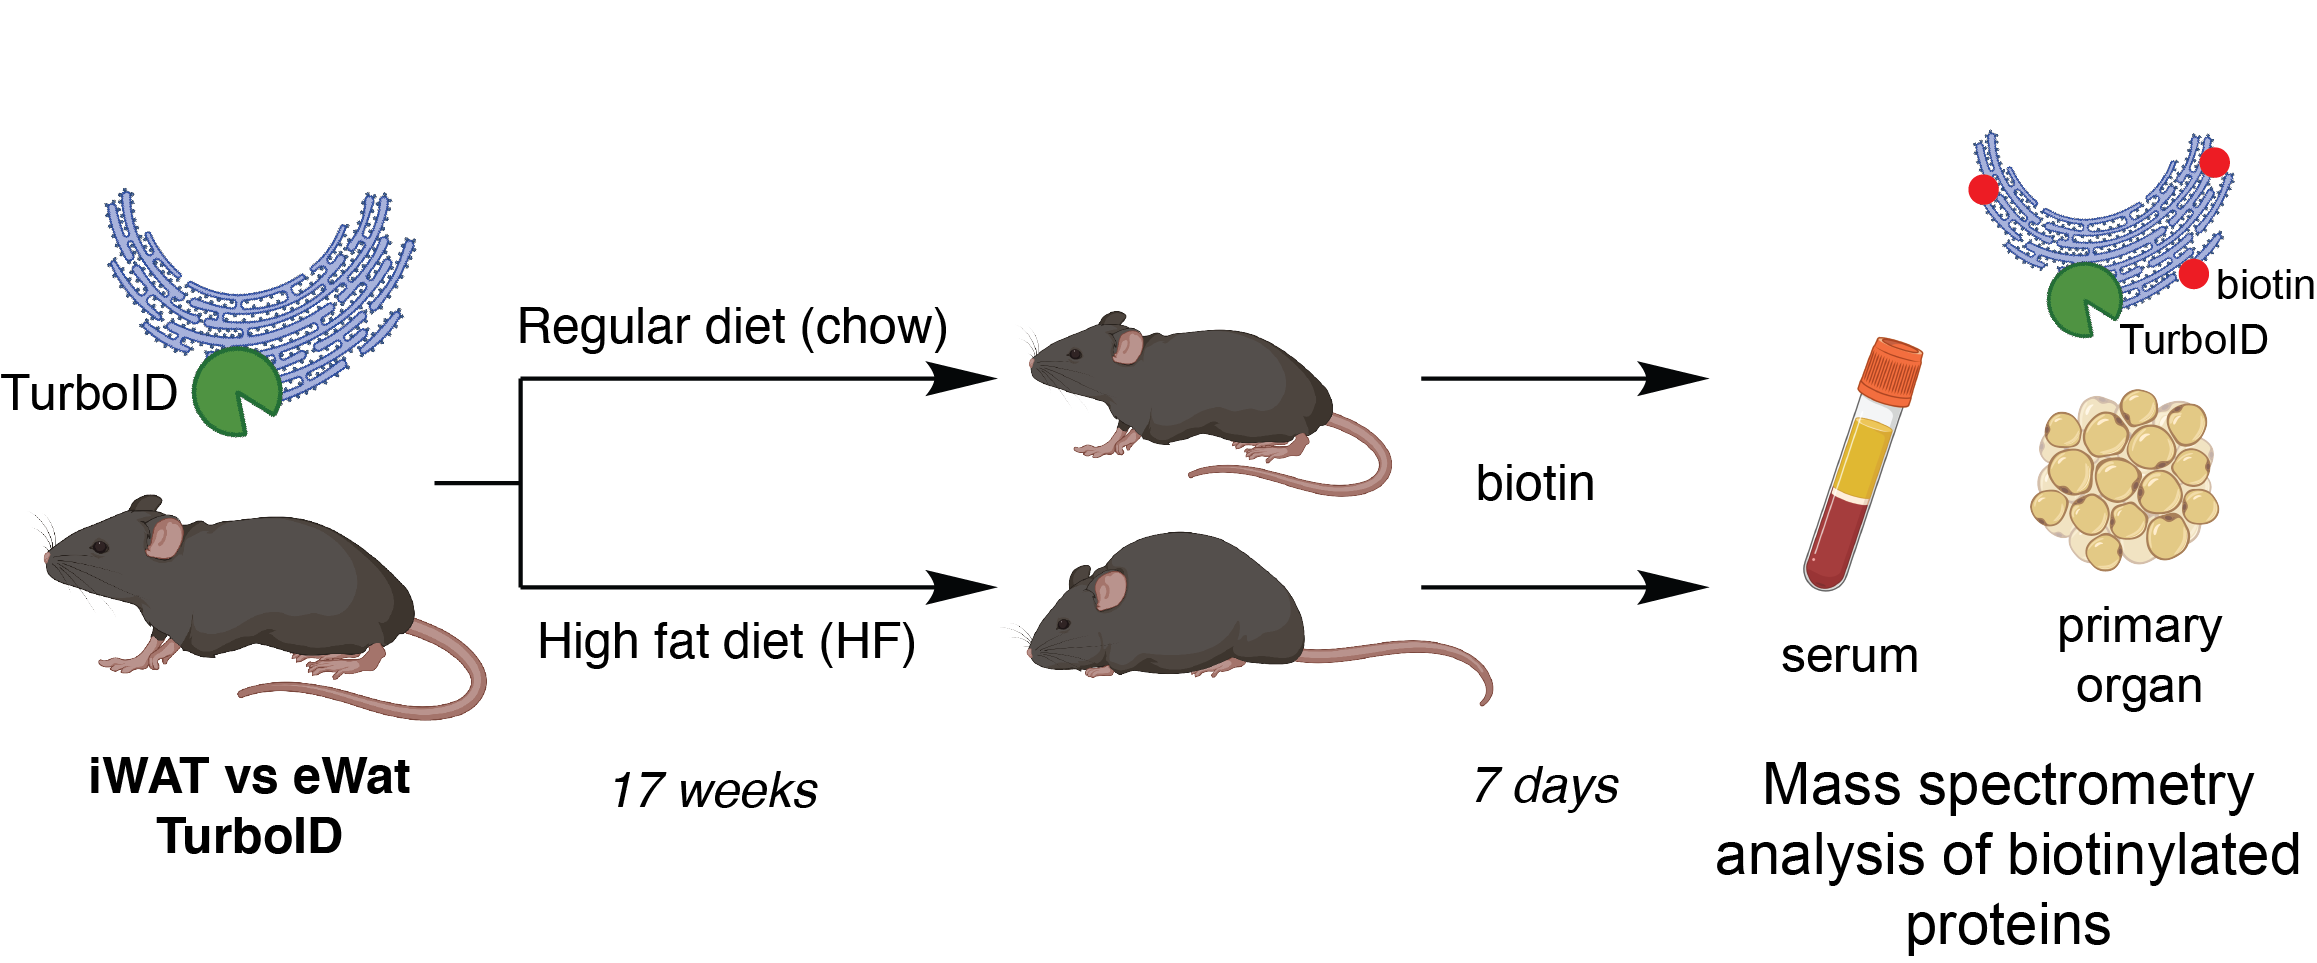 TurboID
iWAT vs eWat
TurboID
Regular diet (chow)
High fat diet (HF)
17 weeks
biotin
7 days
biotin
TurboID
serum
primary
organ
Mass spectrometry
analysis of biotinylated
proteins